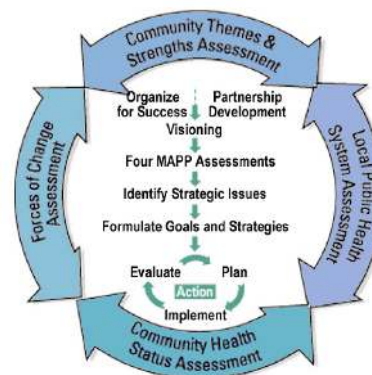 Community Themes &
Strengths Assessment
Organize
for Success
Partnership
Development
Visioning
Four MAPP Assessments
Identify Strategic Issues
Formulate Goals and Strategies
Evaluate
Plan
Action
Implement
Forces of Change
Assessment
Local Public Health
System Assessment
Community Health
Status Assessment